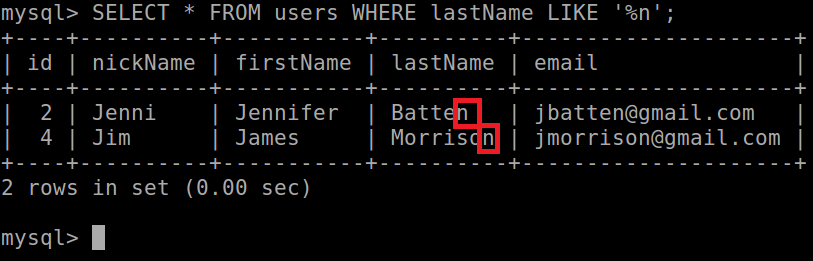 mysql> SELECT * FROM users WHERE lastName LIKE '%n';
+----+----------+-----------+----------+---------------------+
| id | nickName | firstName | lastName | email               |
+----+----------+-----------+----------+---------------------+
|  2 | Jenni    | Jennifer  | Batten   | jbatten@gmail.com   |
|  4 | Jim      | James     | Morrison | jmorrison@gmail.com |
+----+----------+-----------+----------+---------------------+
2 rows in set (0.00 sec)
mysql>